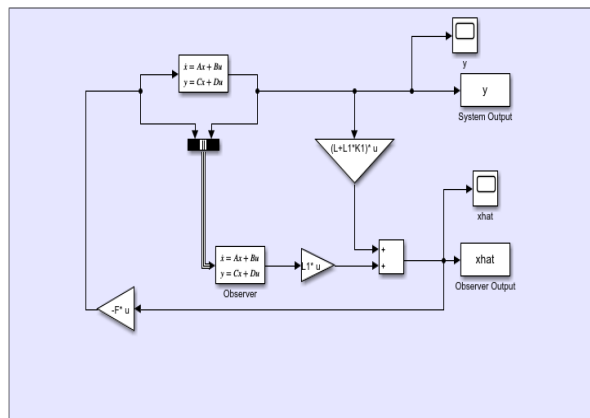 y
ẋ = Ax + Bu
y = Cx + Du
y
System Output
(L+L1*K1)* u
xhat
+
+
ẋ = Ax + Bu
y = Cx + Du
L1* u
xhat
Observer
Observer Output
-F* u